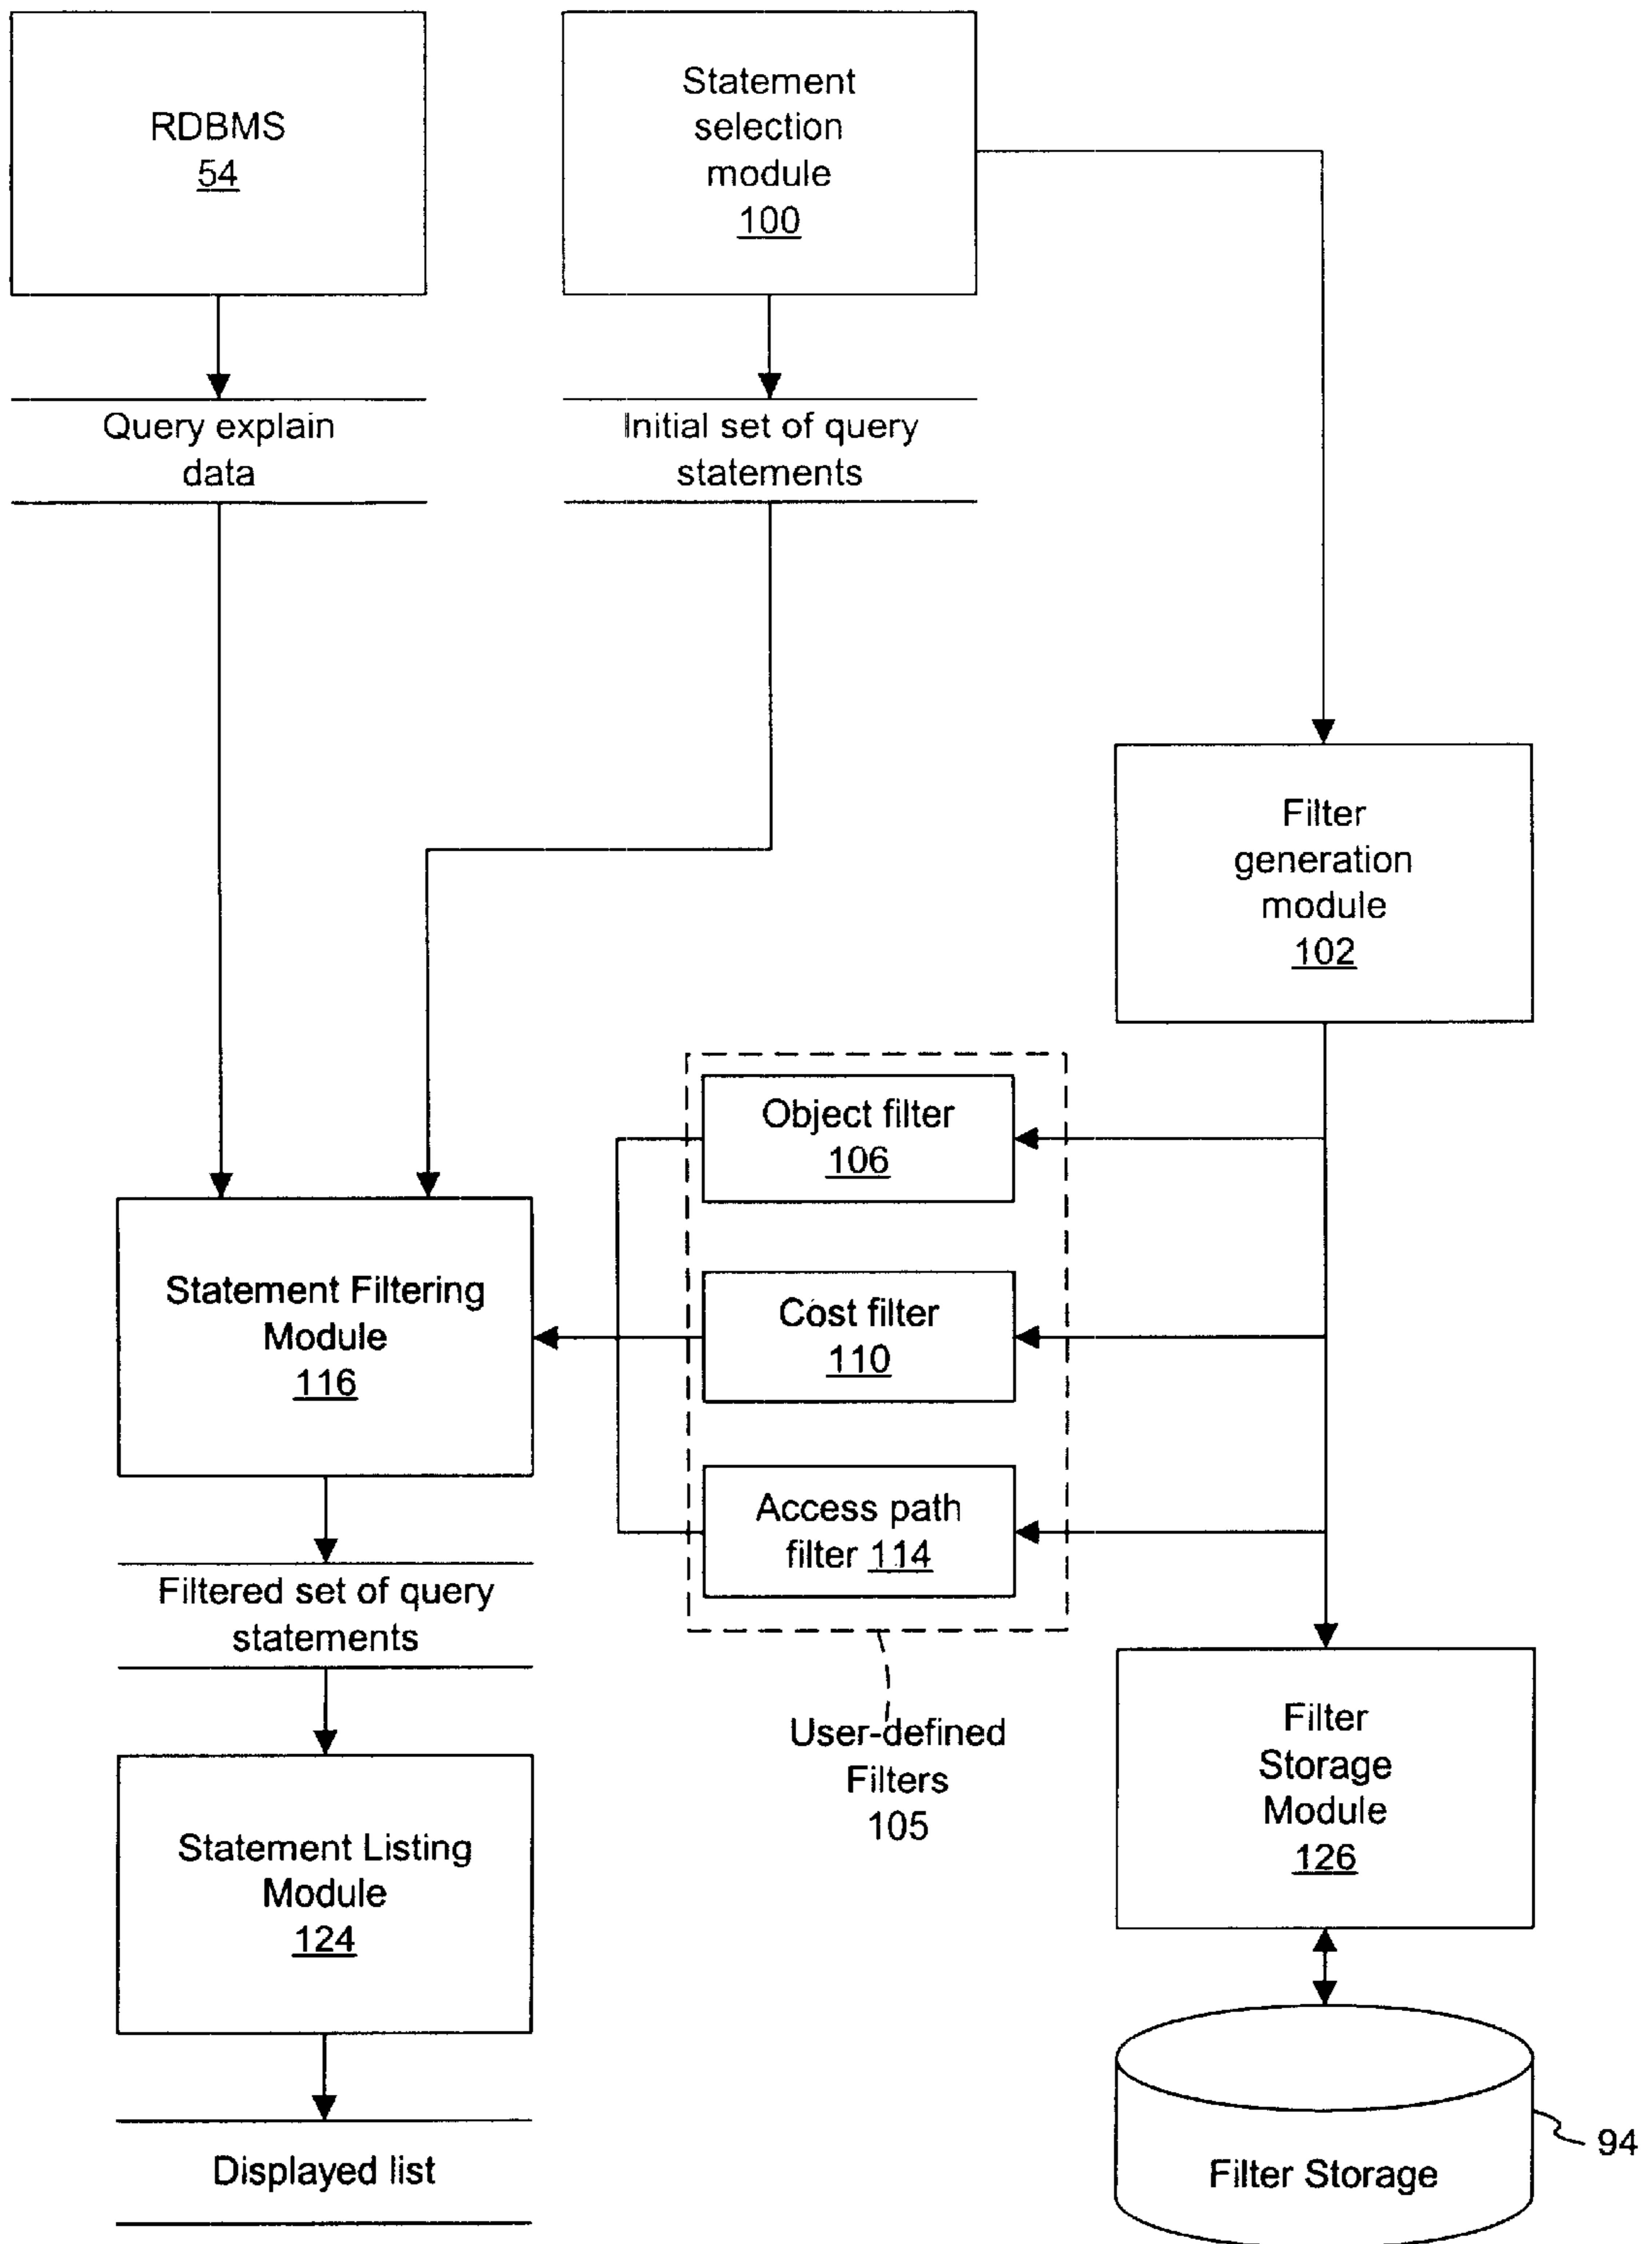 RDBMS
54
Statement
selection
module
100
Query explain
data
Initial set of query
statements
Filter
generation
module
102
Object filter
106
Cost filter
110
Access path
filter 114
Statement Filtering
Module
116
Filtered set of query
statements
User-defined
Filters
105
Filter
Storage
Module
126
Statement Listing
Module
124
Displayed list
Filter Storage
94